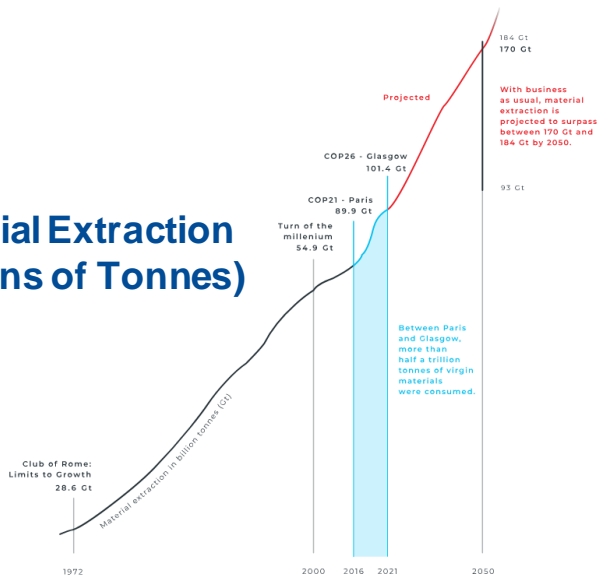 184 Gt
170 Gt
Projected
With business
as usual, material
extraction is
projected to surpass
between 170 Gt and
184 Gt by 2050.
COP26 - Glasgow
101.4 Gt
93 Gt
COP21 - Paris
89.9 Gt
ial Extraction
ns of Tonnes)
Turn of the
millenium
54.9 Gt
Between Paris
and Glasgow,
more than
half a trillion
tonnes of virgin
materials
were consumed.
Material extraction in billion tonnes (Gt)
Club of Rome:
Limits to Growth
28.6 Gt
1972
2000
2016
2021
2050